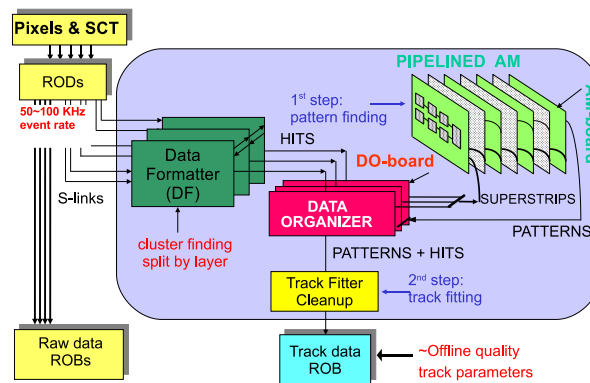 Pixels & SCT
RODs
50~100 KHz
event rate
S-links
Raw data
ROBs
Data
Formatter
(DF)
cluster finding
split by layer
HITS
1st step:
pattern finding
PIPELINED AM
AM-board
DO-board
DATA
ORGANIZER
SUPERSTRIPS
PATTERNS
PATTERNS + HITS
Track Fitter
Cleanup
2nd step:
track fitting
Track data
ROB
~Offline quality
track parameters